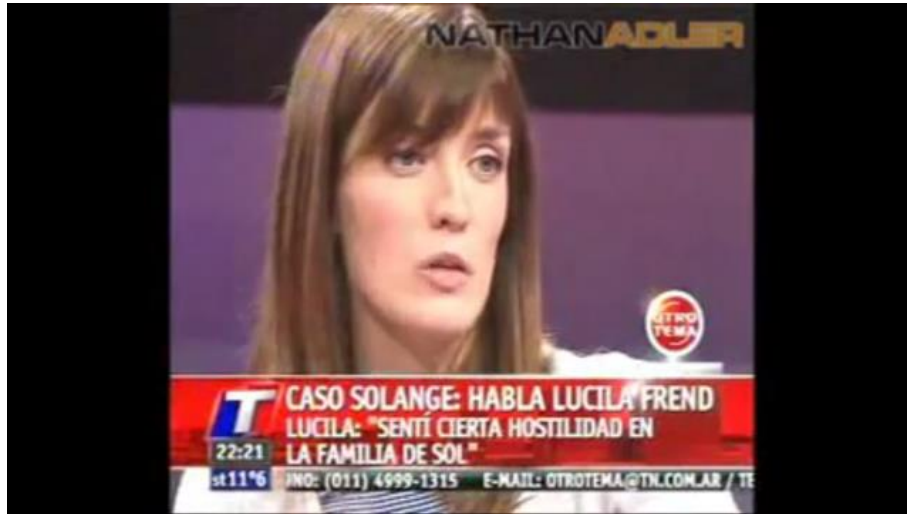 NATHANADLER
OTRO
TEMA
CASO SOLANGE: HABLA LUCILA FREND
LUCILA: "SENTÍ CIERTA HOSTILIDAD EN
LA FAMILIA DE SOL"
22:21
st11°6
INO: (011) 4999-1315 E-MAIL: OTROTEMA@TN.COM.AR / TE